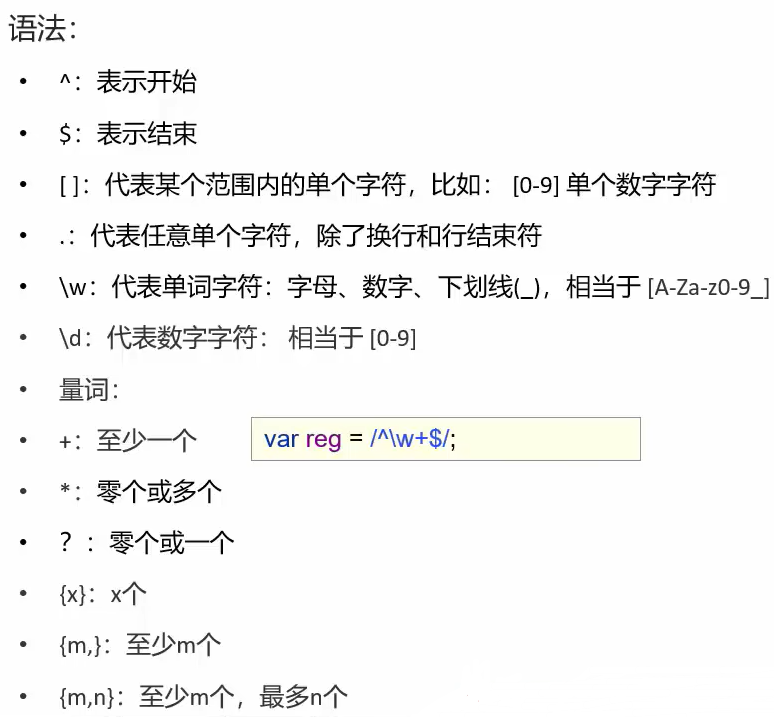 语法：
• ^：表示开始
• $：表示结束
• [ ]：代表某个范围内的单个字符，比如： [0-9] 单个数字字符
• .：代表任意单个字符，除了换行和行结束符
• \w：代表单词字符：字母、数字、下划线(_)，相当于 [A-Za-z0-9_]
• \d：代表数字字符： 相当于 [0-9]
• 量词：
• +：至少一个 var reg = /^\w+$/;
• *：零个或多个
• ？：零个或一个
• {x}：x个
• {m,}：至少m个
• {m,n}：至少m个，最多n个